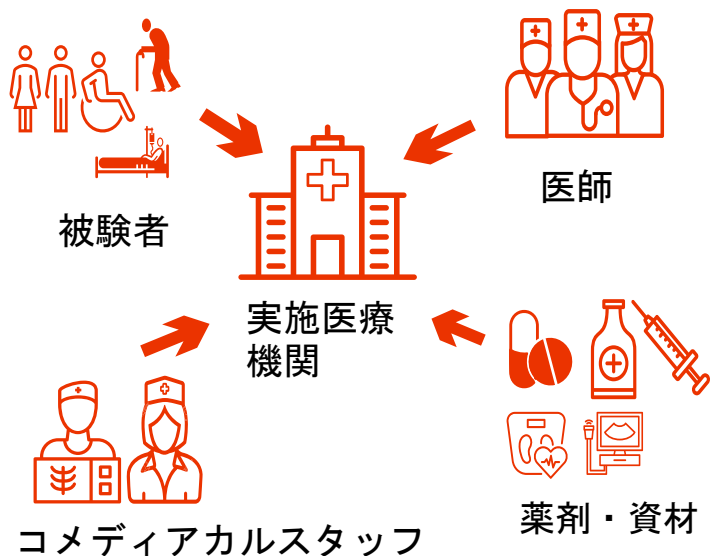 被験者
医師
実施医療
機関
コメディアカルスタッフ
薬剤・資材